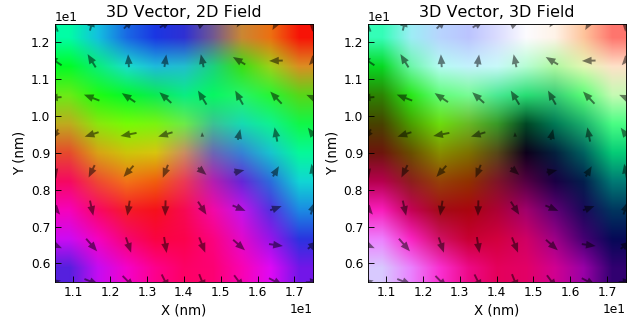 3D Vector, 2D Field
1e1
1.2
1.1
1.0
0.9
0.8
0.7
0.6
Y (nm)
1.1 1.2 1.3 1.4 1.5 1.6 1.7
X (nm)
1e1
3D Vector, 3D Field
1e1
1.2
1.1
1.0
0.9
0.8
0.7
0.6
Y (nm)
1.1 1.2 1.3 1.4 1.5 1.6 1.7
X (nm)
1e1